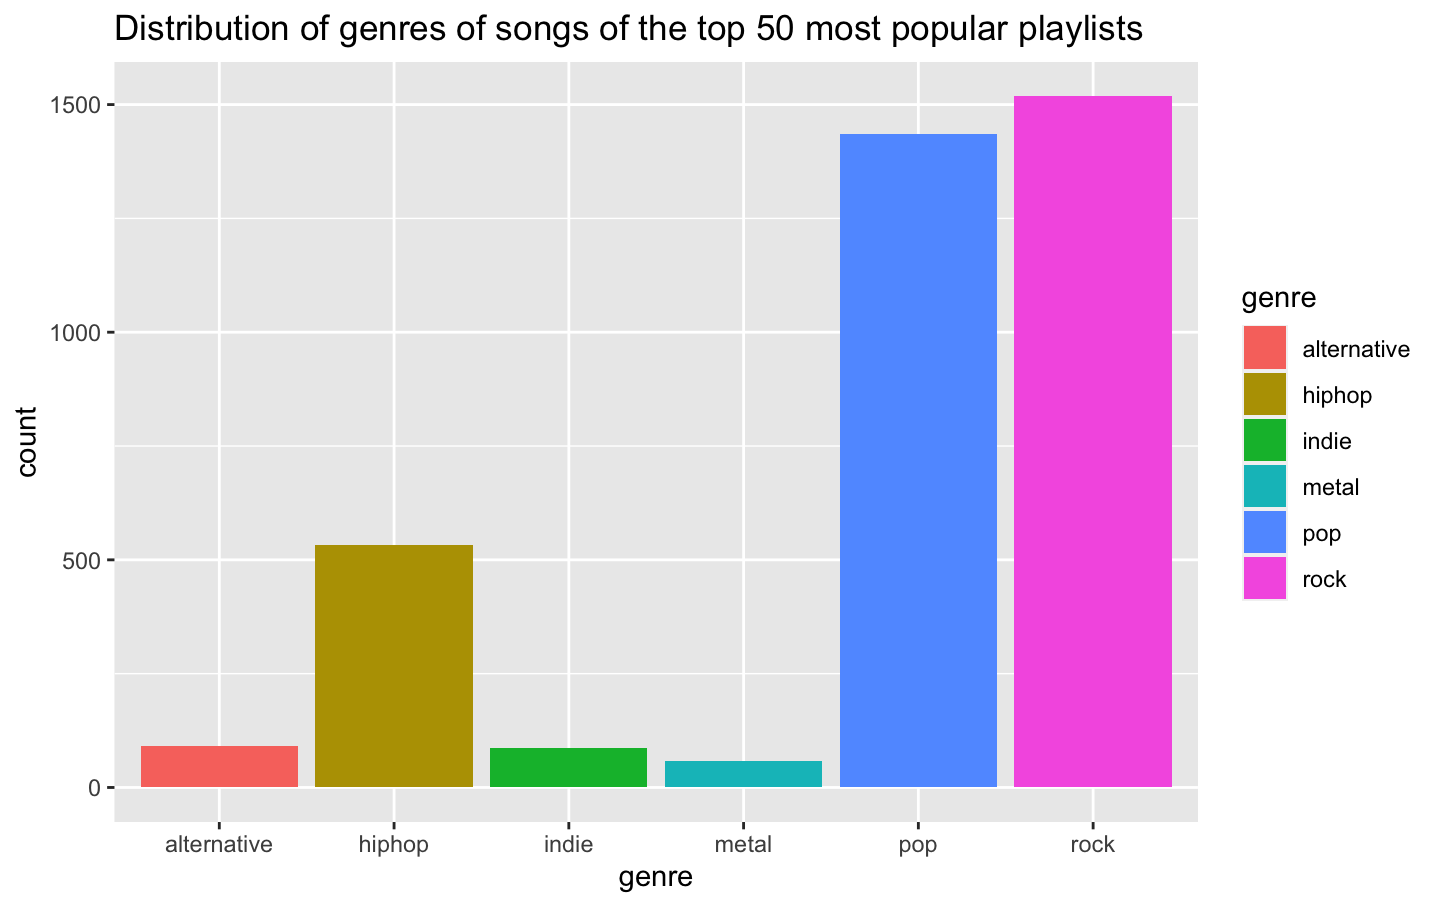 Distribution of genres of songs of the top 50 most popular playlists
1500
1000
500
0
count
alternative
hiphop
indie
metal
pop
rock
genre
genre
alternative
hiphop
indie
metal
pop
rock